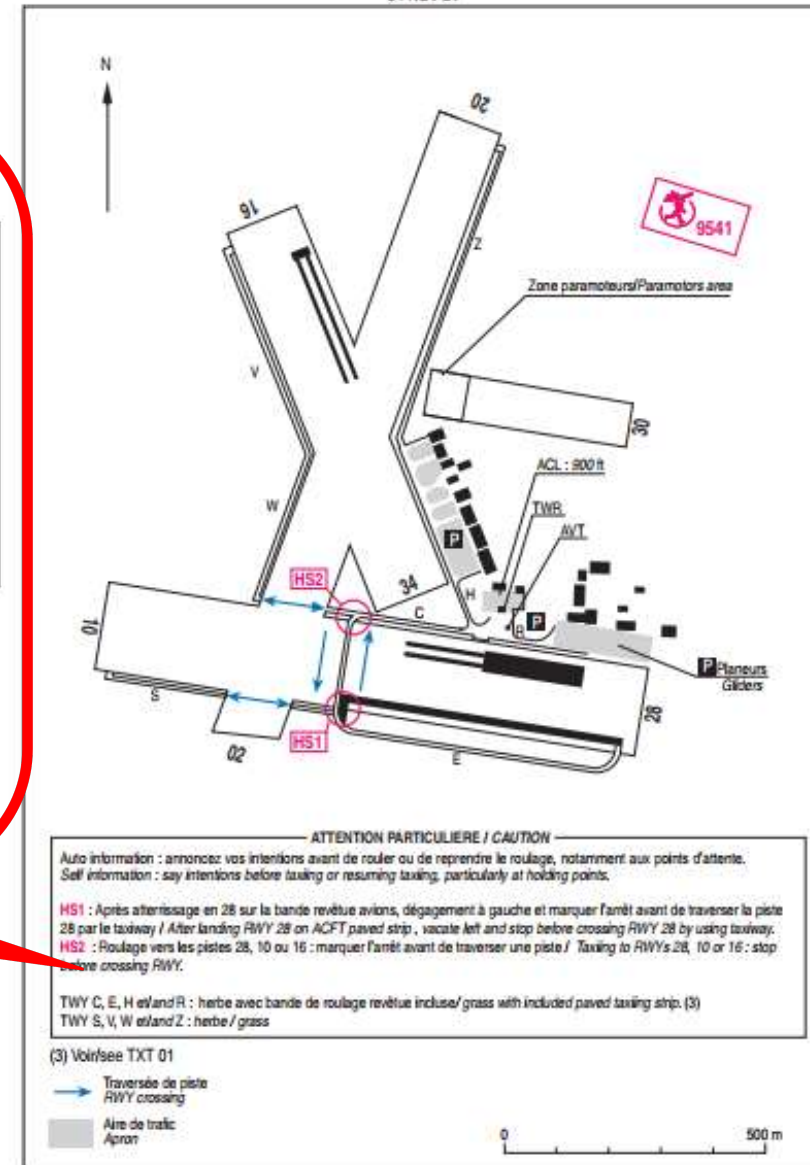 N
20
16
9541
Z
Zone paramoteurs/Paramotors area
V
30
ACL : 900 ft
TWR
AVT
W
P
HS2
34
H
C
P
R
10
P Planeurs
Gliders
S
28
HS1
02
E
ATTENTION PARTICULIERE / CAUTION
Auto information : annoncez vos intentions avant de rouler ou de reprendre le roulage, notamment aux points d'attente.
Self information : say intentions before taxiing or resuming taxiing, particularly at holding points.
HS1 : Après atterrissage en 28 sur la bande revêtue avions, dégagement à gauche et marquer l'arrêt avant de traverser la piste
28 par le taxiway / After landing RWY 28 on ACFT paved strip , vacate left and stop before crossing RWY 28 by using taxiway.
HS2 : Roulage vers les pistes 28, 10 ou 16 : marquer l'arrêt avant de traverser une piste / Taxiing to RWYs 28, 10 or 16 : stop
before crossing RWY.
TWY C, E, H et/and R : herbe avec bande de roulage revêtue incluse/ grass with included paved taxiing strip. (3)
TWY S, V, W et/and Z : herbe / grass
(3) Voir/see TXT 01
Traversée de piste
RWY crossing
Aire de trafic
Apron
0 500 m